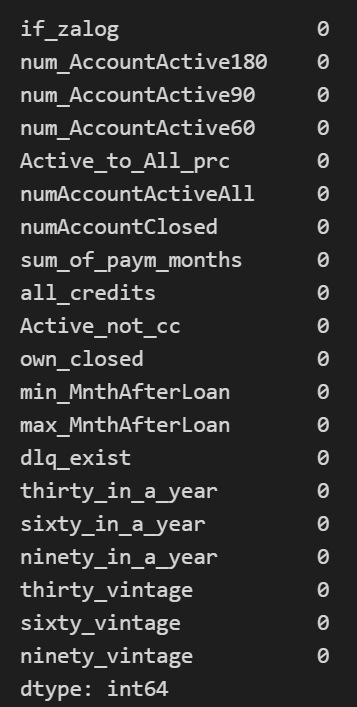 if_zalog 0
num_AccountActive180 0
num_AccountActive90 0
num_AccountActive60 0
Active_to_All_prc 0
numAccountActiveAll 0
numAccountClosed 0
sum_of_paym_months 0
all_credits 0
Active_not_cc 0
own_closed 0
min_MnthAfterLoan 0
max_MnthAfterLoan 0
dlq_exist 0
thirty_in_a_year 0
sixty_in_a_year 0
ninety_in_a_year 0
thirty_vintage 0
sixty_vintage 0
ninety_vintage 0
dtype: int64